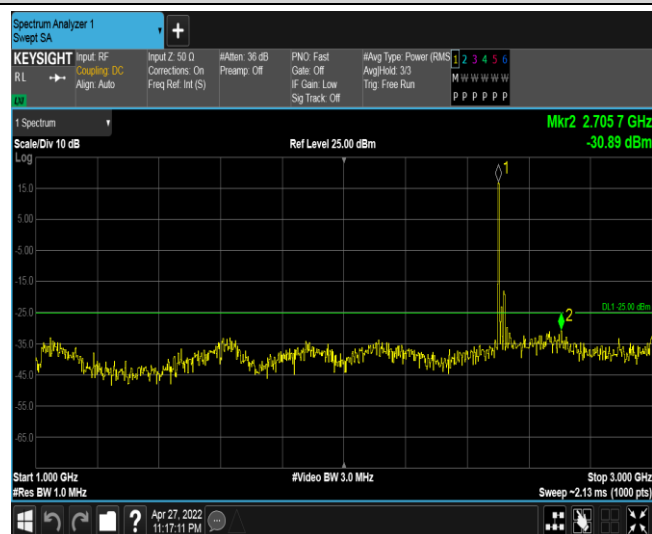 Spectrum Analyzer 1
Swept SA
+
KEYSIGHT
RL
Input: RF
Coupling: DC
Align: Auto
Input Z: 50 Ω
Corrections: On
Freq Ref: Int (S)
#Atten: 36 dB
Preamp: Off
PNO: Fast
Gate: Off
IF Gain: Low
Sig Track: Off
#Avg Type: Power (RMS
Avg|Hold: 3/3
Trig: Free Run
1 2 3 4 5 6
M W W W W W
P P P P P P
1 Spectrum
Mkr2 2.705 7 GHz
Scale/Div 10 dB
Ref Level 25.00 dBm
-30.89 dBm
Log
1
15.0
5.00
-5.00
-15.0
DL1 -25.00 dBm
-25.0
2
-35.0
-45.0
-55.0
-65.0
Start 1.000 GHz
#Video BW 3.0 MHz
Stop 3.000 GHz
#Res BW 1.0 MHz
Sweep ~2.13 ms (1000 pts)
?
Apr 27, 2022
11:17:11 PM